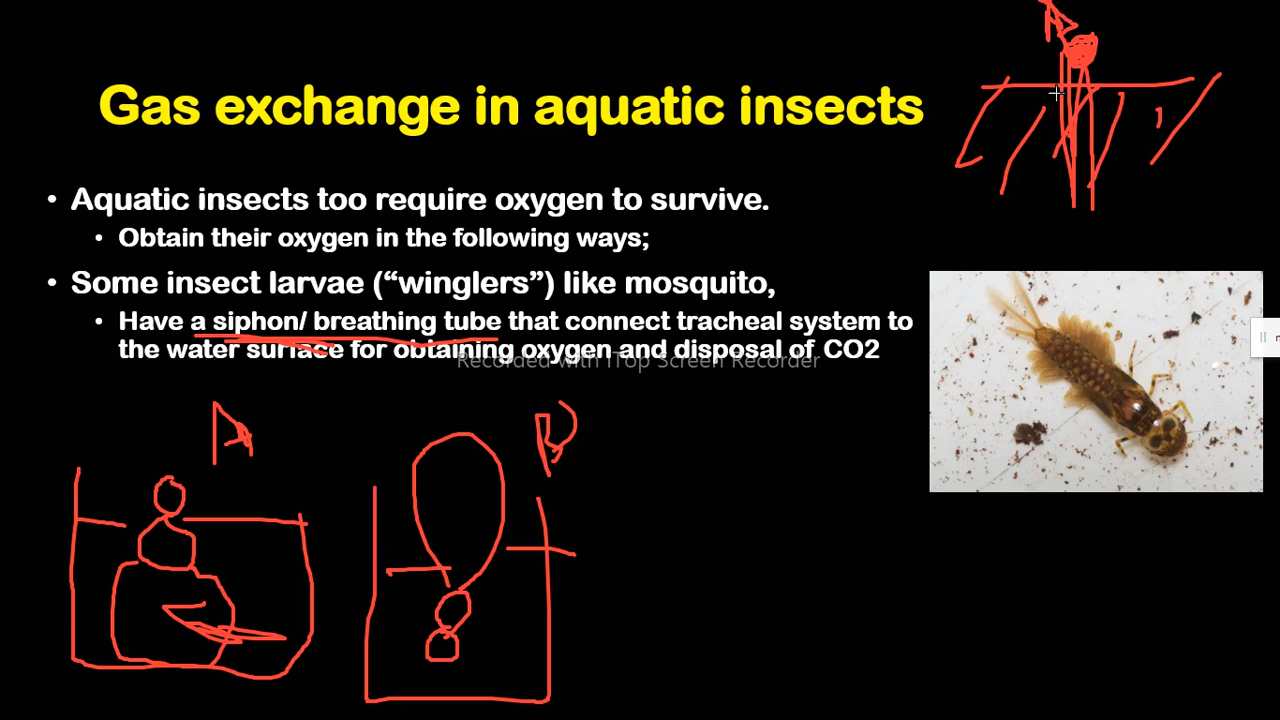 Gas exchange in aquatic insects
• Aquatic insects too require oxygen to survive.
• Obtain their oxygen in the following ways;
• Some insect larvae (“winglers”) like mosquito,
• Have a siphon/ breathing tube that connect tracheal system to
the water surface for obtaining oxygen and disposal of CO2
Recorded with iTop Screen Recorder
A